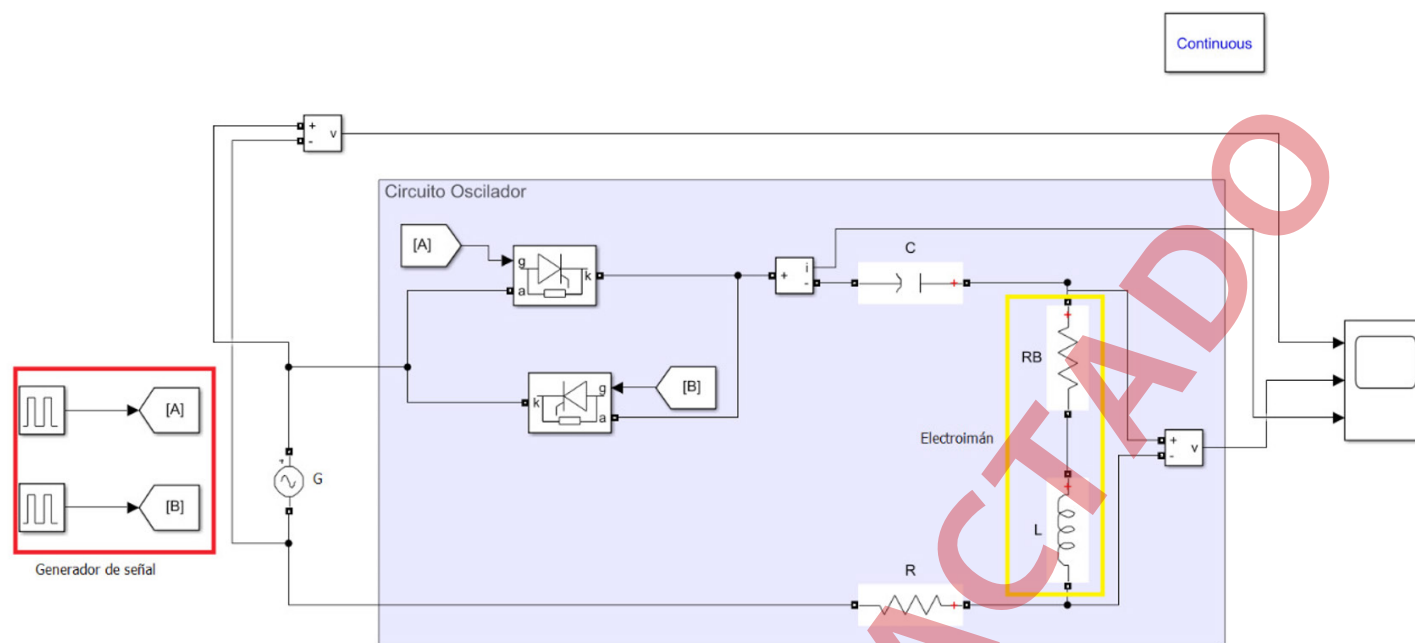 Continuous
+
-
v
Circuito Oscilador
[A]
g
a
k
+
i
-
C
+
+
RB
k
g
a
[B]
Electroimán
+
-
v
[A]
[B]
Generador de señal
+
G
+
L
R
+
ACTADO